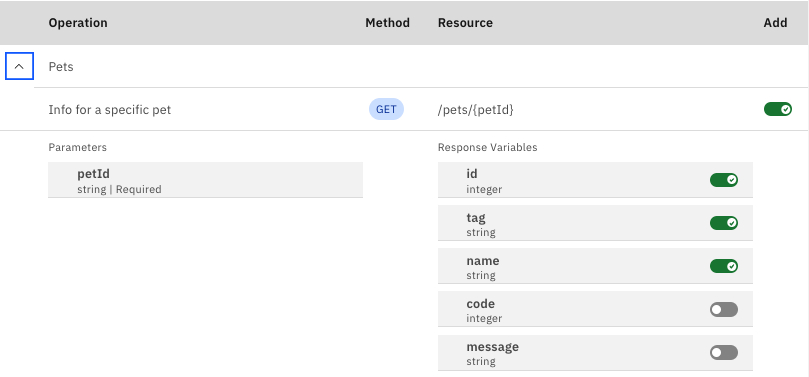 Operation Method Resource Add
Pets
Info for a specific pet GET /pets/{petId}
Parameters Response Variables
petId id
string | Required integer
tag
string
name
string
code
integer
message
string